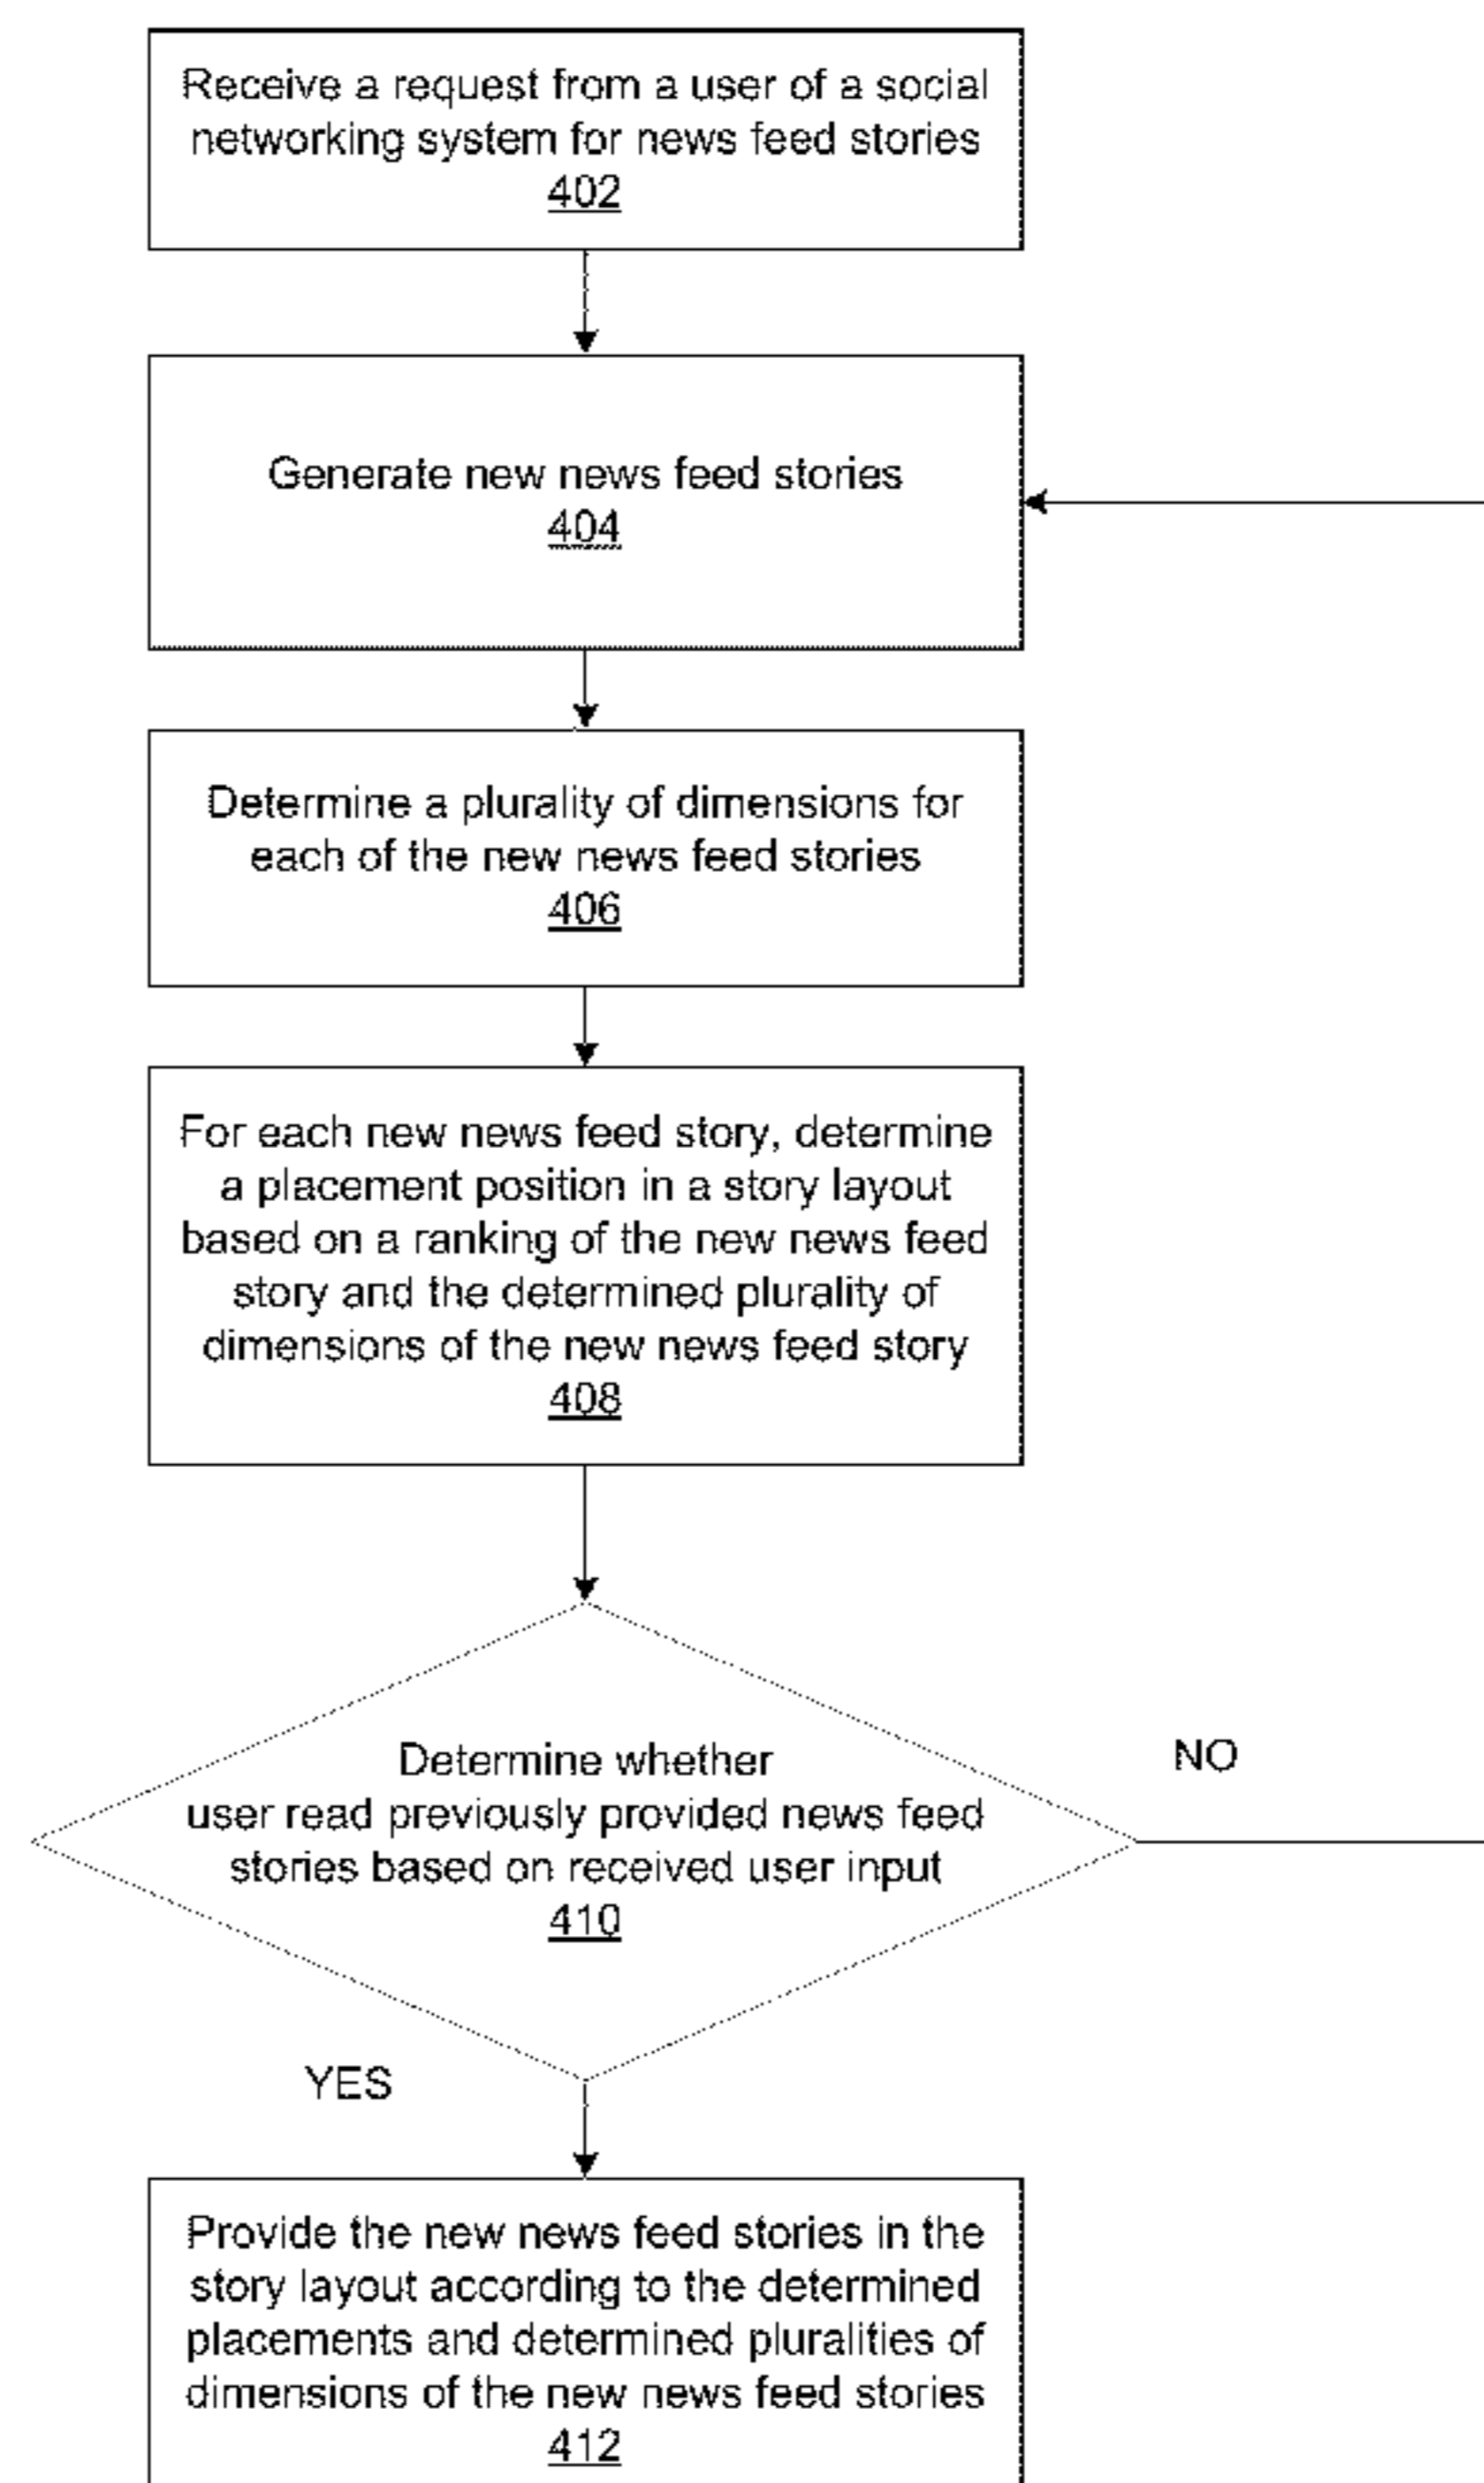 Receive a request from a user of a social
networking system for news feed stories
402
Generate new news feed stories
404
Determine a plurality of dimensions for
each of the new news feed stories
406
For each new news feed story, determine
a placement position in a story layout
based on a ranking of the new news feed
story and the determined plurality of
dimensions of the new news feed story
408
Determine whether
user read previously provided news feed
stories based on received user input
410
NO
YES
Provide the new news feed stories in the
story layout according to the determined
placements and determined pluralities of
dimensions of the new news feed stories
412